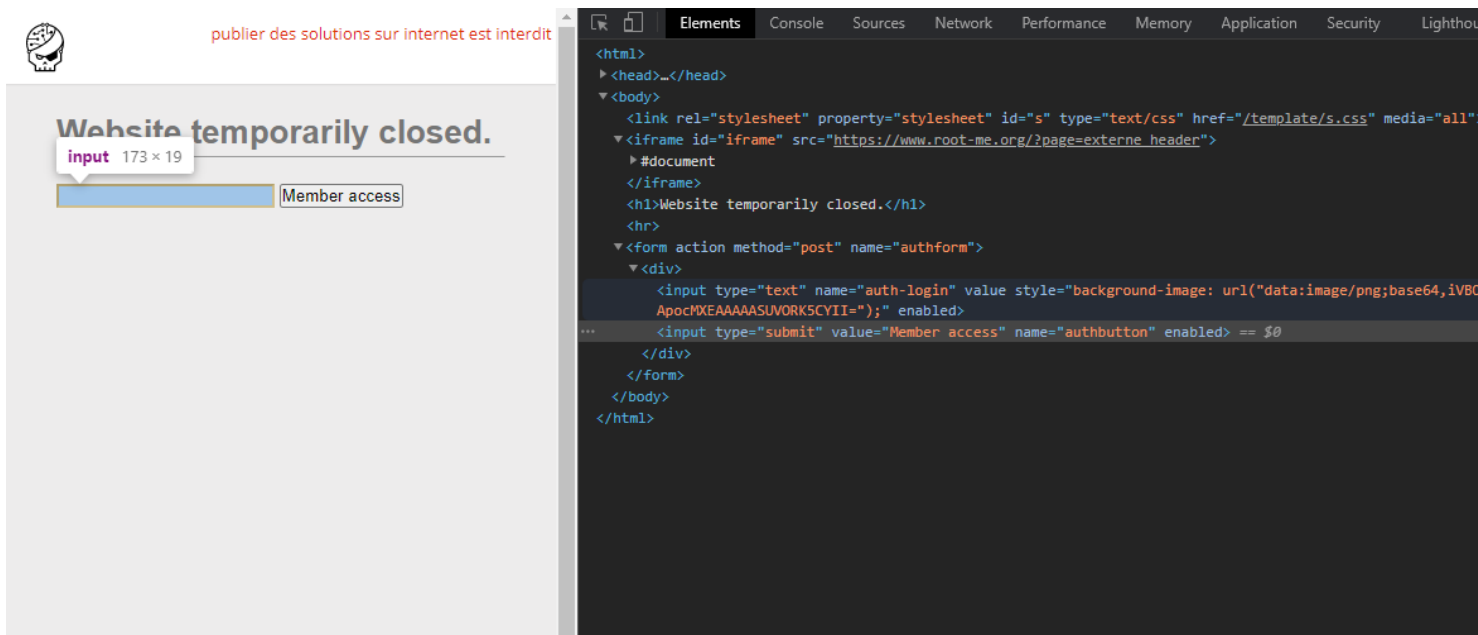 publier des solutions sur internet est interdit
Website temporarily closed.
input 173 × 19
Member access
Elements Console Sources Network Performance Memory Application Security Lighthou
<html>
<head>…</head>
<body>
<link rel="stylesheet" property="stylesheet" id="s" type="text/css" href="/template/s.css" media="all"
<iframe id="iframe" src="https://www.root-me.org/?page=externe_header">
#document
</iframe>
<h1>Website temporarily closed.</h1>
<hr>
<form action method="post" name="authform">
<div>
<input type="text" name="auth-login" value style="background-image: url("data:image/png;base64,iVBO
ApocMXEAAAAASUVORK5CYII=");" enabled>
… <input type="submit" value="Member access" name="authbutton" enabled> == $0
</div>
</form>
</body>
</html>